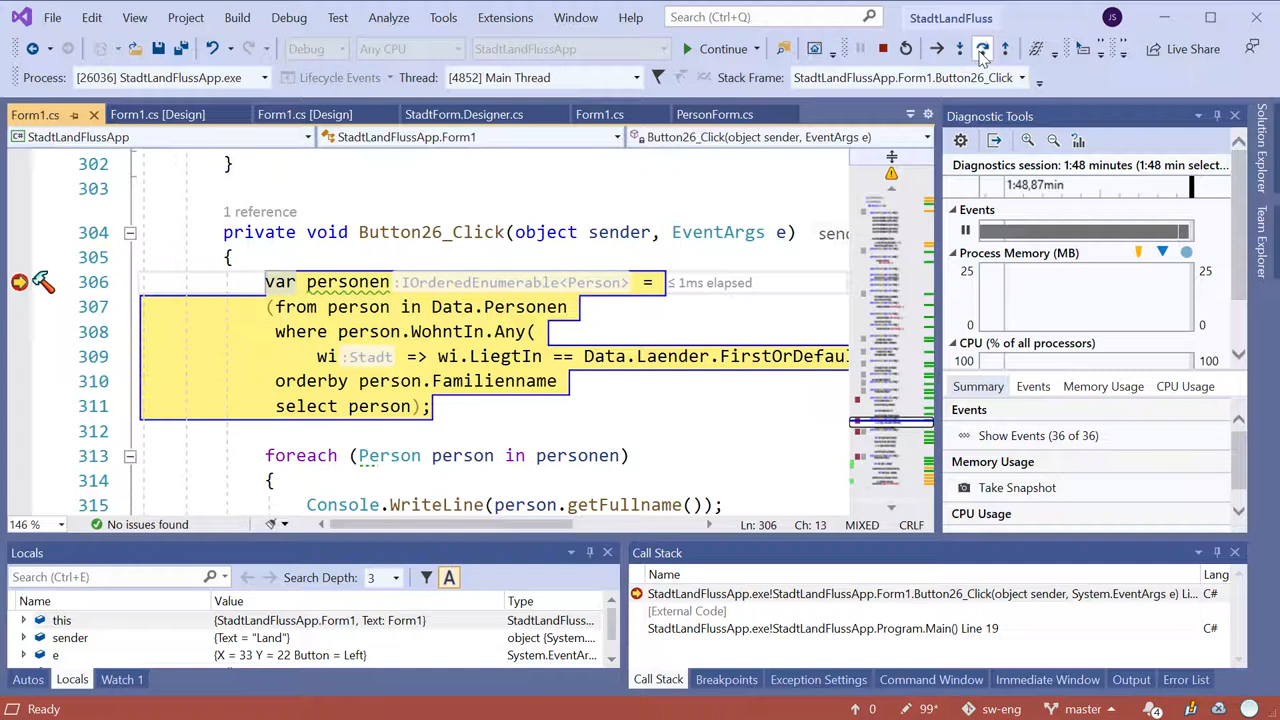 File Edit View Project Build Debug Test Analyze Tools Extensions Window Help Search (Ctrl+Q) StadtLandFluss JS
Debug Any CPU StadtLandFlussApp Continue Live Share
Process: [26036] StadtLandFlussApp.exe Lifecycle Events Thread: [4852] Main Thread Stack Frame: StadtLandFlussApp.Form1.Button26_Click
Form1.cs Form1.cs [Design] Form1.cs [Design] StadtForm.Designer.cs Form1.cs PersonForm.cs
StadtLandFlussApp StadtLandFlussApp.Form1 Button26_Click(object sender, EventArgs e)
302 }
303
1 reference
304 private void Button26_Click(object sender, EventArgs e) send
305 {
306 var personen :IO Enumerable<Person> = ≤ 1ms elapsed
307 (from person in Data.Personen
308 where person.WohntIn.Any(
309 wi :Stadt => wi.LiegtIn == Data.Laender.FirstOrDefaul
310 orderby person.Familienname
311 select person);
312
313 foreach (Person person in personen)
314 {
315 Console.WriteLine(person.getFullname());
146 % No issues found Ln: 306 Ch: 13 MIXED CRLF
Diagnostic Tools
Diagnostics session: 1:48 minutes (1:48 min select...
1:48,87min
Events
Process Memory (MB)
25 25
0 0
CPU (% of all processors)
100 100
Summary Events Memory Usage CPU Usage
Events
Show Events (36 of 36)
Memory Usage
Take Snapshot
CPU Usage
Solution Explorer
Team Explorer
Locals
Search (Ctrl+E) Search Depth: 3 A
Name Value Type
this {StadtLandFlussApp.Form1, Text: Form1} StadtLandFluss...
sender {Text = "Land"} object {System....
e {X = 33 Y = 22 Button = Left} System.EventAr...
Autos Locals Watch 1
Call Stack
Name Lang
StadtLandFlussApp.exe!StadtLandFlussApp.Form1.Button26_Click(object sender, System.EventArgs e) Li... C#
[External Code]
StadtLandFlussApp.exe!StadtLandFlussApp.Program.Main() Line 19 C#
Call Stack Breakpoints Exception Settings Command Window Immediate Window Output Error List
Ready 0 99* sw-eng master 4